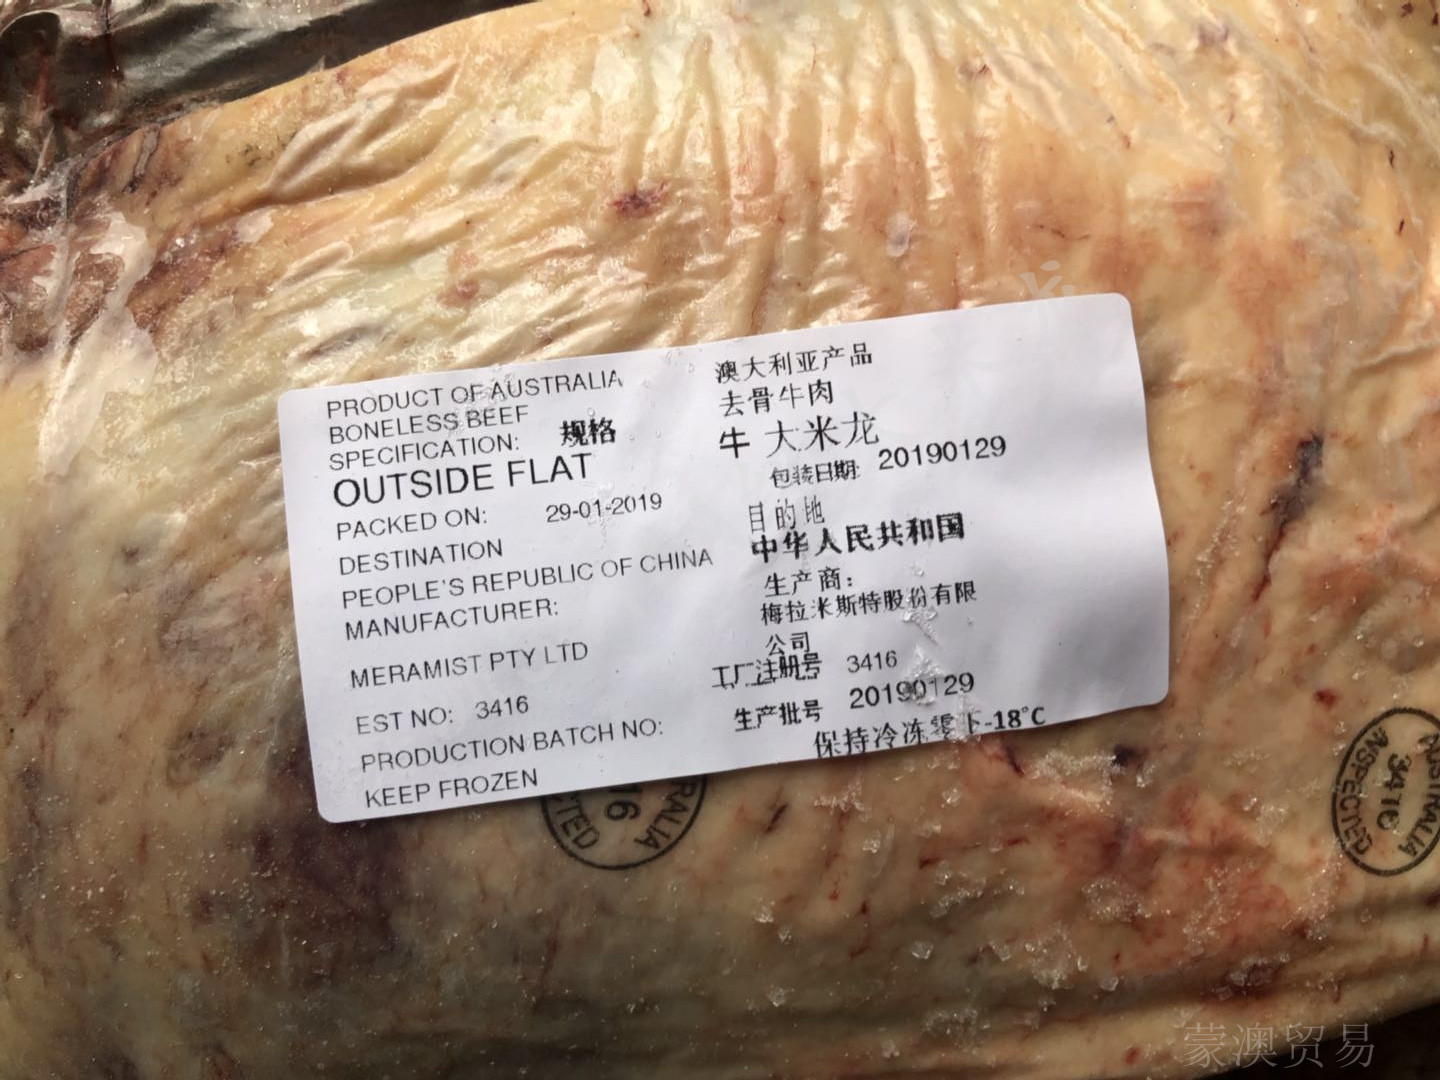 PRODUCT OF AUSTRALIA 澳大利亚产品
BONELESS BEEF 去骨牛肉
SPECIFICATION: 规格 牛 大米龙
OUTSIDE FLAT
PACKED ON: 29-01-2019 包装日期: 20190129
DESTINATION 目的地
PEOPLE'S REPUBLIC OF CHINA 中华人民共和国
MANUFACTURER: 生产商：
MERAMIST PTY LTD 梅拉米斯特股份有限
公司
EST NO: 3416 工厂注册号 3416
PRODUCTION BATCH NO: 生产批号 20190129
KEEP FROZEN 保持冷冻零下-18°C
AUSTRALIA
3416
INSPECTED
蒙澳贸易